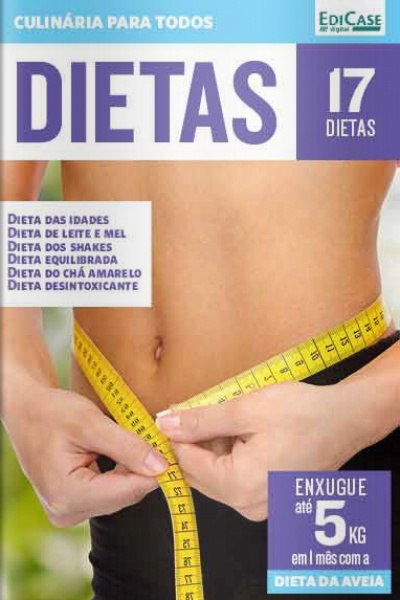 CULINÁRIA PARA TODOS
EDICASE
digital
DIETAS
17
DIETAS
DIETA DAS IDADES
DIETA DE LEITE E MEL
DIETA DOS SHAKES
DIETA EQUILIBRADA
DIETA DO CHÁ AMARELO
DIETA DESINTOXICANTE
ENXUGUE
até
5 KG
em 1 mês com a
DIETA DA AVEIA